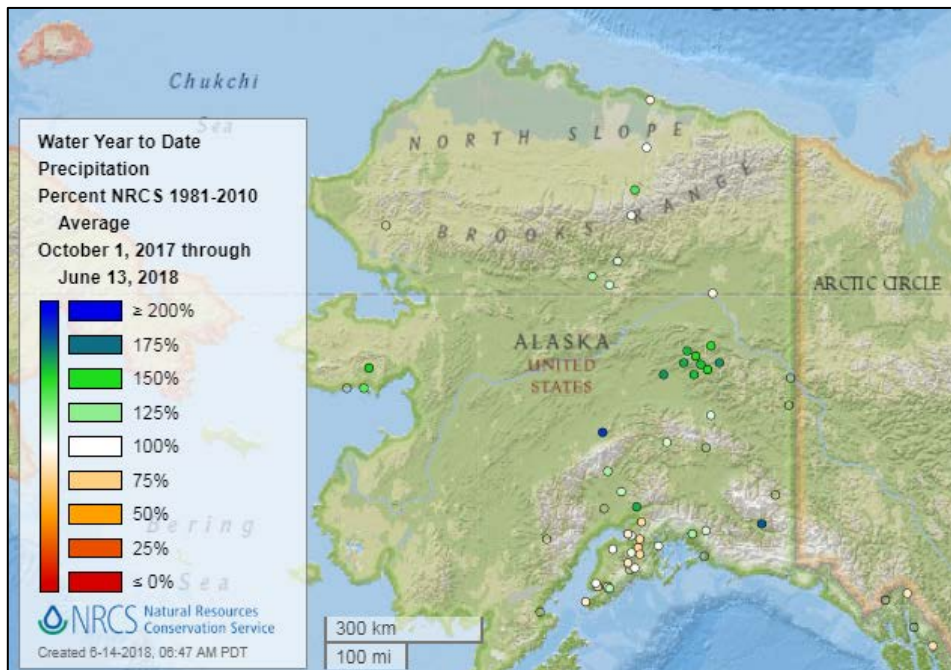 Chukchi
Sea
NORTH SLOPE
BROOKS RANGE
ARCTIC CIRCLE
ALASKA
UNITED
STATES
Bering
Sea
Water Year to Date
Precipitation
Percent NRCS 1981-2010
Average
October 1, 2017 through
June 13, 2018
≥ 200%
175%
150%
125%
100%
75%
50%
25%
≤ 0%
NRCS Natural Resources
Conservation Service
Created 6-14-2018, 06:47 AM PDT
300 km
100 mi